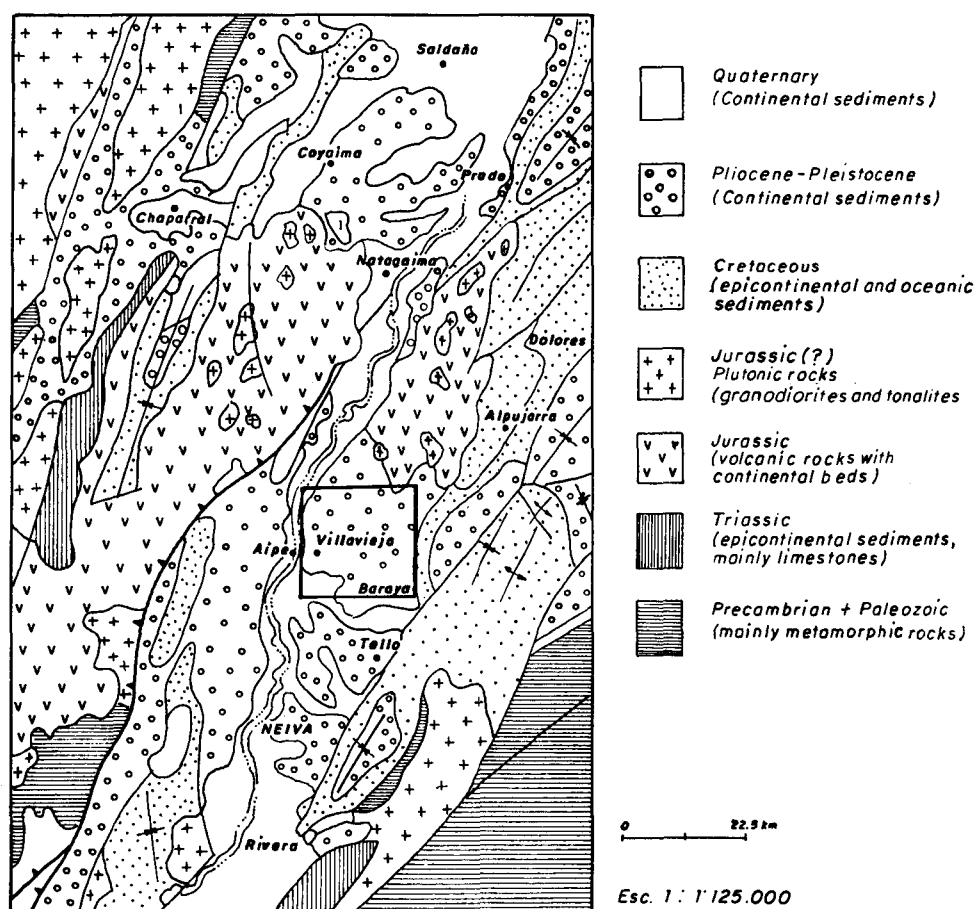 Saldaña
Coyaima
Prado
Chaparral
Natagaima
Dolores
Alpujarra
Villavieja
Aipe
Baraya
Tello
NEIVA
Rivera
Quaternary
(Continental sediments)
Pliocene-Pleistocene
(Continental sediments)
Cretaceous
(epicontinental and oceanic
sediments)
Jurassic (?)
Plutonic rocks
(granodiorites and tonalites
Jurassic
(volcanic rocks with
continental beds)
Triassic
(epicontinental sediments,
mainly limestones)
Precambrian + Paleozoic
(mainly metamorphic rocks)
0 22.5 km
Esc. 1 : 1'125.000